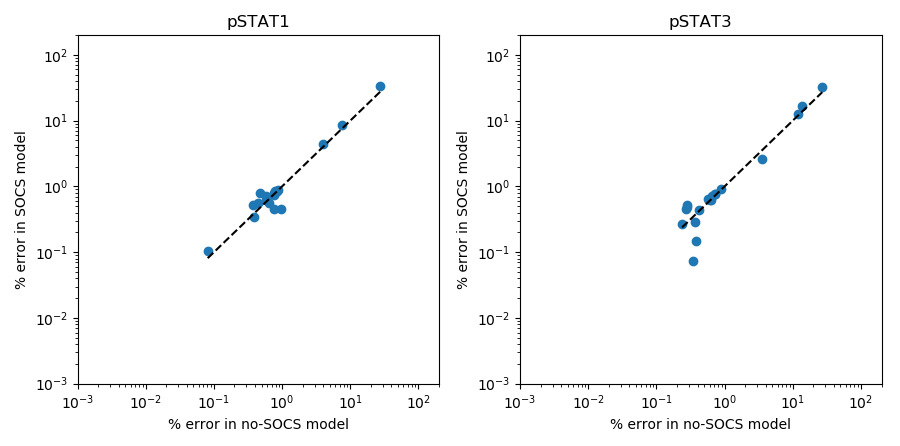 pSTAT1
10² 10¹ 10⁰ 10⁻¹ 10⁻² 10⁻³
% error in SOCS model
10⁻³ 10⁻² 10⁻¹ 10⁰ 10¹ 10²
% error in no-SOCS model
pSTAT3
10² 10¹ 10⁰ 10⁻¹ 10⁻² 10⁻³
% error in SOCS model
10⁻³ 10⁻² 10⁻¹ 10⁰ 10¹ 10²
% error in no-SOCS model